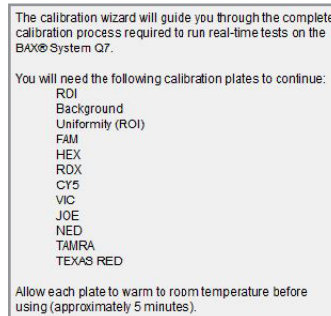 The calibration wizard will guide you through the complete
calibration process required to run real-time tests on the
BAX® System Q7.
You will need the following calibration plates to continue:
RDI
Background
Uniformity (ROI)
FAM
HEX
RDX
CY5
VIC
JOE
NED
TAMRA
TEXAS RED
Allow each plate to warm to room temperature before
using (approximately 5 minutes).